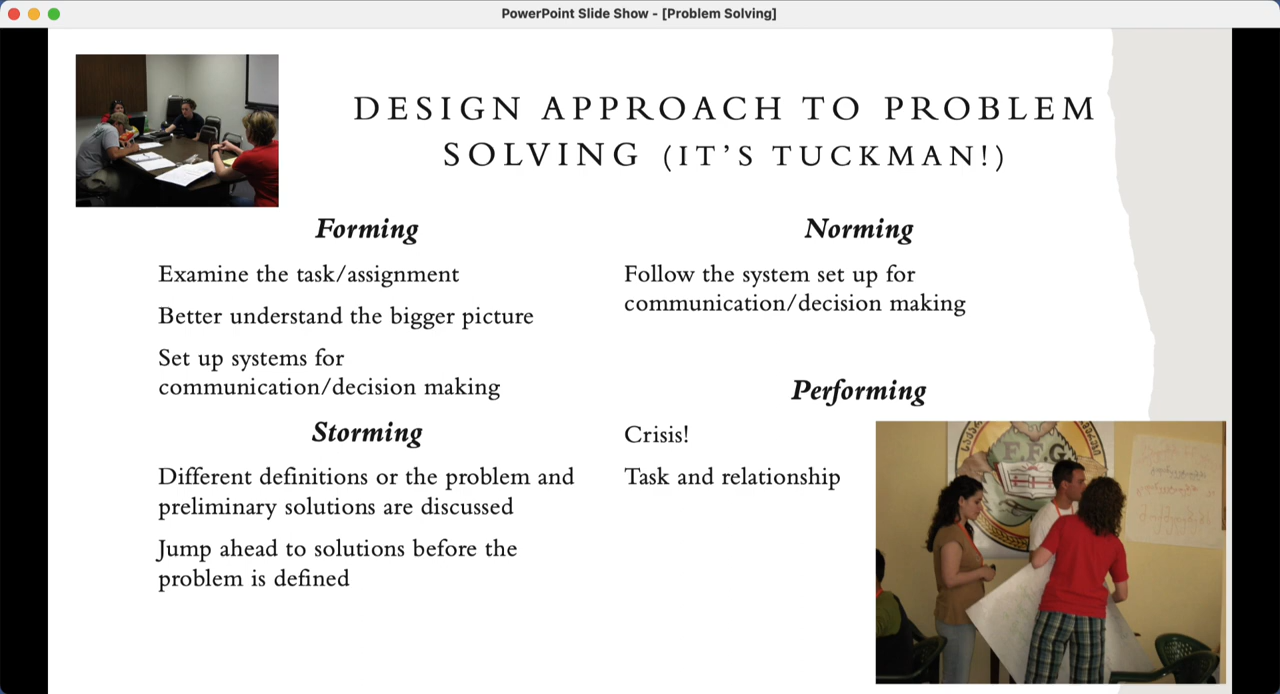 PowerPoint Slide Show - [Problem Solving]
DESIGN APPROACH TO PROBLEM
SOLVING (IT'S TUCKMAN!)
Forming
Examine the task/assignment
Better understand the bigger picture
Set up systems for
communication/decision making
Storming
Different definitions or the problem and
preliminary solutions are discussed
Jump ahead to solutions before the
problem is defined
Norming
Follow the system set up for
communication/decision making
Performing
Crisis!
Task and relationship
E.F.G